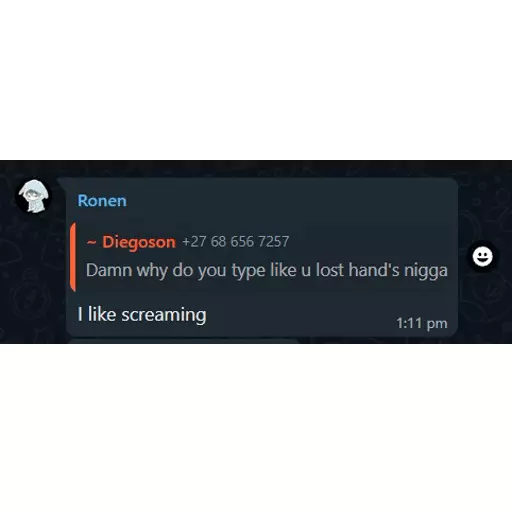 Ronen
~ Diegoson +27 68 656 7257
Damn why do you type like u lost hand's nigga
I like screaming
1:11 pm